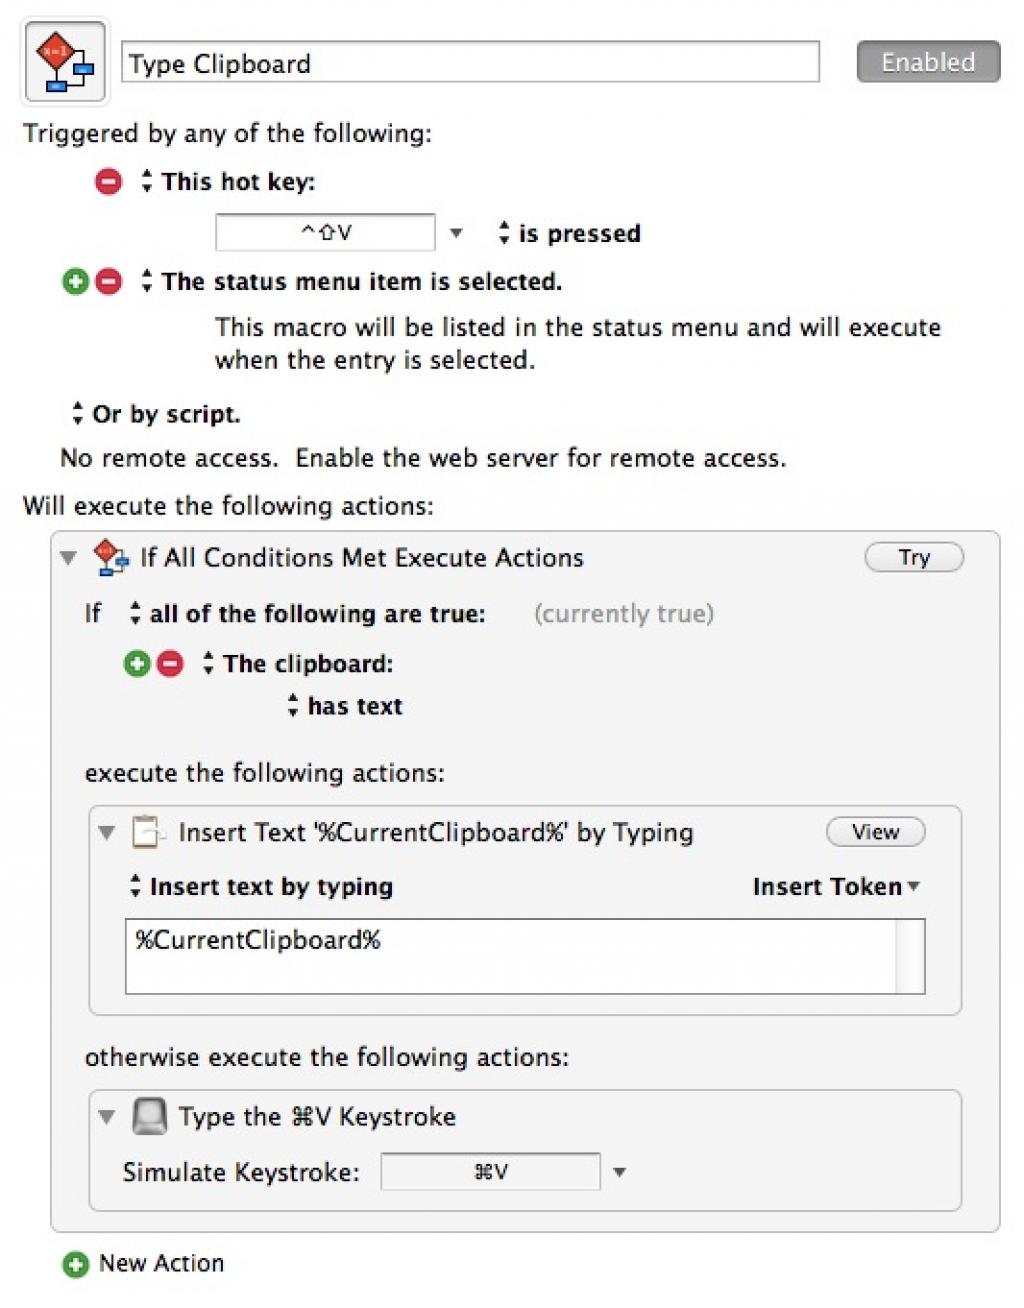 Type Clipboard
Enabled
Triggered by any of the following:
This hot key:
^⇧V
is pressed
The status menu item is selected.
This macro will be listed in the status menu and will execute
when the entry is selected.
Or by script.
No remote access. Enable the web server for remote access.
Will execute the following actions:
If All Conditions Met Execute Actions
Try
If all of the following are true: (currently true)
The clipboard:
has text
execute the following actions:
Insert Text '%CurrentClipboard%' by Typing
View
Insert text by typing
Insert Token
%CurrentClipboard%
otherwise execute the following actions:
Type the ⌘V Keystroke
Simulate Keystroke: ⌘V
New Action